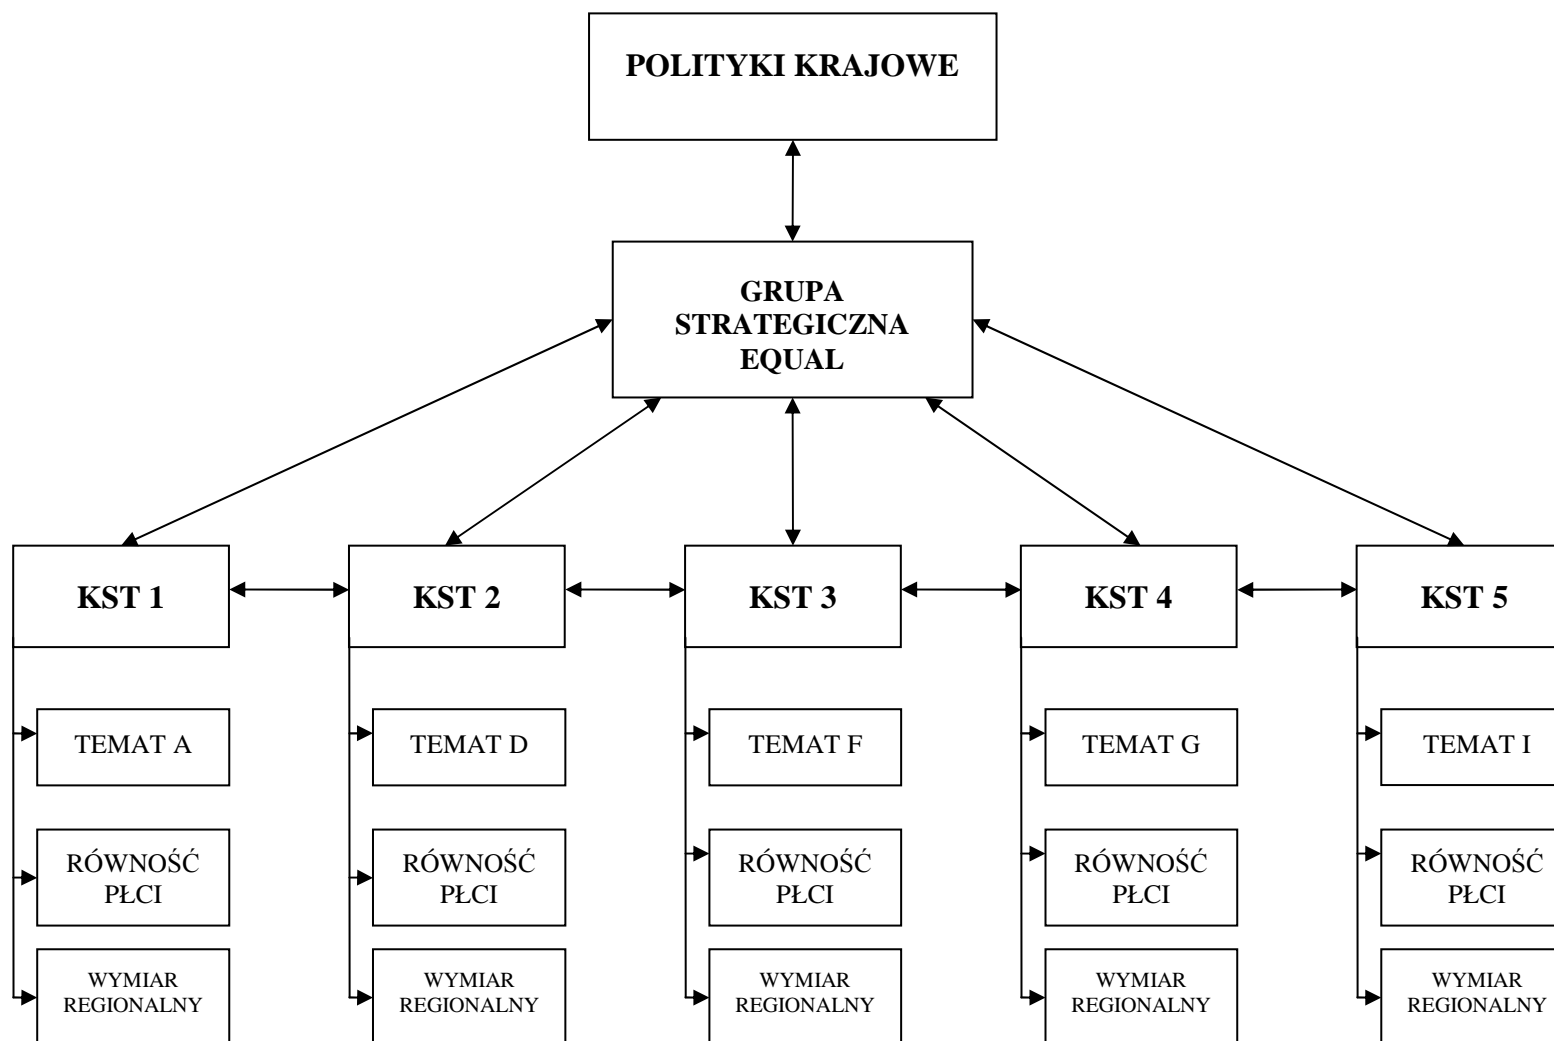 POLITYKI KRAJOWE
GRUPA
STRATEGICZNA
EQUAL
KST 1
KST 2
KST 3
KST 4
KST 5
TEMAT A
TEMAT D
TEMAT F
TEMAT G
TEMAT I
RÓWNOŚĆ
PŁCI
RÓWNOŚĆ
PŁCI
RÓWNOŚĆ
PŁCI
RÓWNOŚĆ
PŁCI
RÓWNOŚĆ
PŁCI
WYMIAR
REGIONALNY
WYMIAR
REGIONALNY
WYMIAR
REGIONALNY
WYMIAR
REGIONALNY
WYMIAR
REGIONALNY